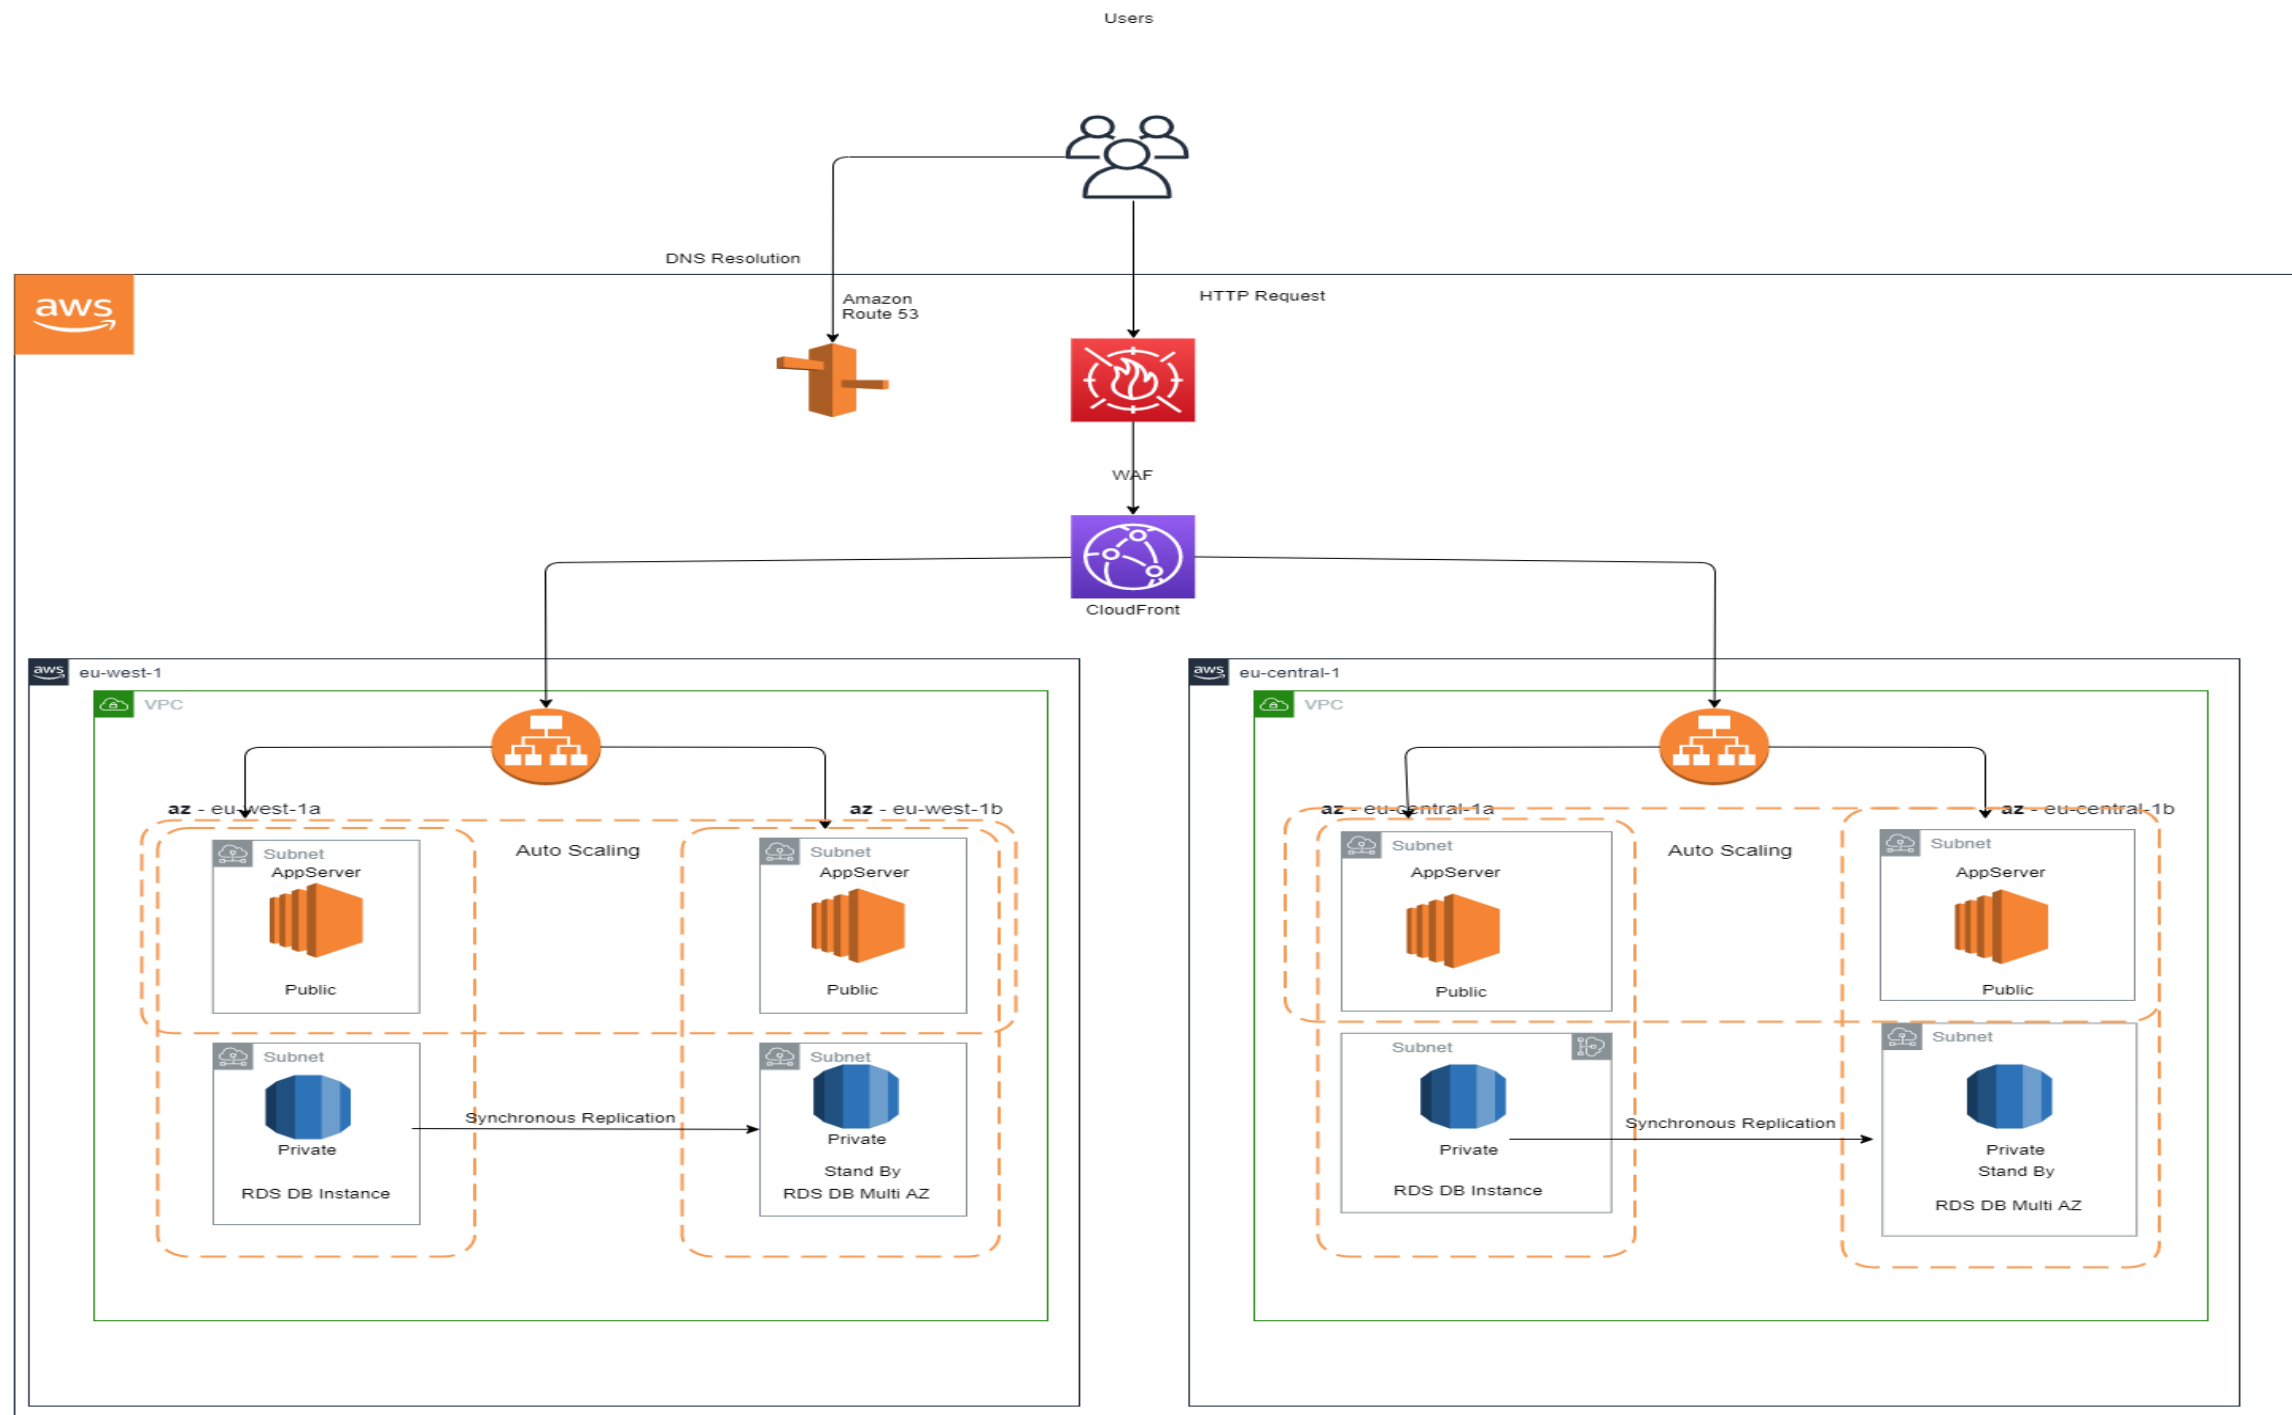 Users
DNS Resolution
aws
Amazon
Route 53
HTTP Request
WAF
CloudFront
aws
eu-west-1
VPC
az - eu-west-1a
az - eu-west-1b
Auto Scaling
Subnet
AppServer
Public
Subnet
AppServer
Public
Subnet
Private
RDS DB Instance
Synchronous Replication
Subnet
Private
Stand By
RDS DB Multi AZ
aws
eu-central-1
VPC
az - eu-central-1a
az - eu-central-1b
Auto Scaling
Subnet
AppServer
Public
Subnet
AppServer
Public
Subnet
Private
RDS DB Instance
Synchronous Replication
Subnet
Private
Stand By
RDS DB Multi AZ